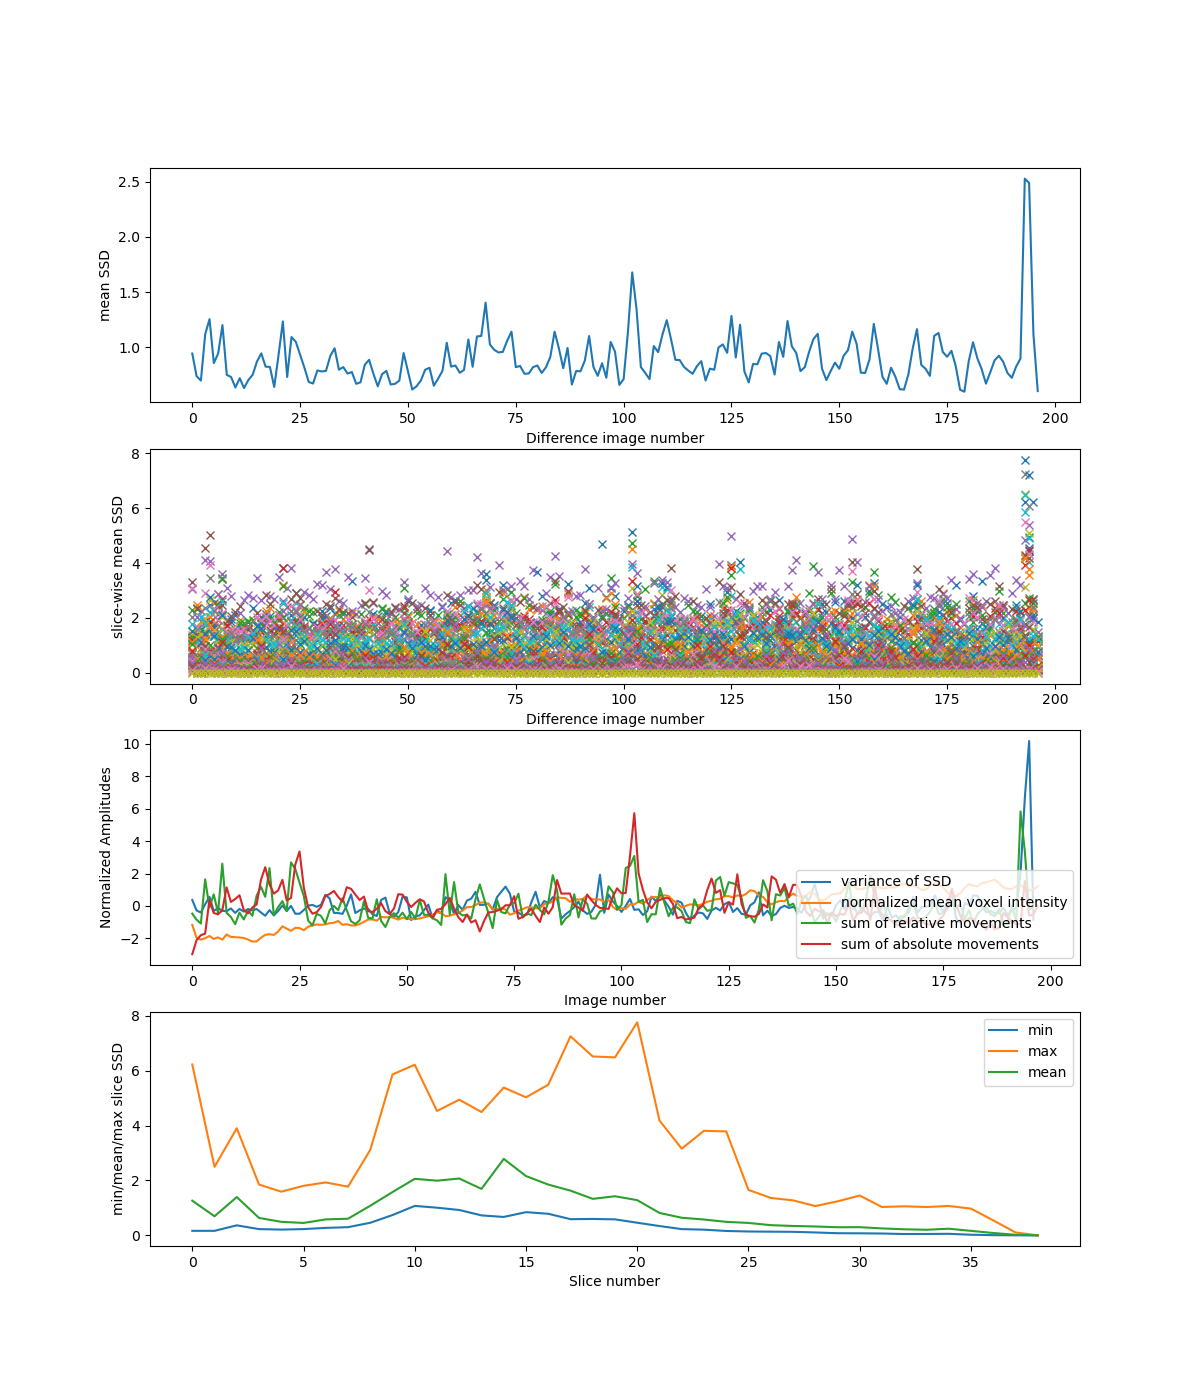 2.5
2.0
1.5
1.0
mean SSD
0 25 50 75 100 125 150 175 200
Difference image number
8
6
4
2
0
slice-wise mean SSD
0 25 50 75 100 125 150 175 200
Difference image number
10
8
6
4
2
0
−2
Normalized Amplitudes
variance of SSD
normalized mean voxel intensity
sum of relative movements
sum of absolute movements
0 25 50 75 100 125 150 175 200
Image number
8
6
4
2
0
min/mean/max slice SSD
min
max
mean
0 5 10 15 20 25 30 35
Slice number